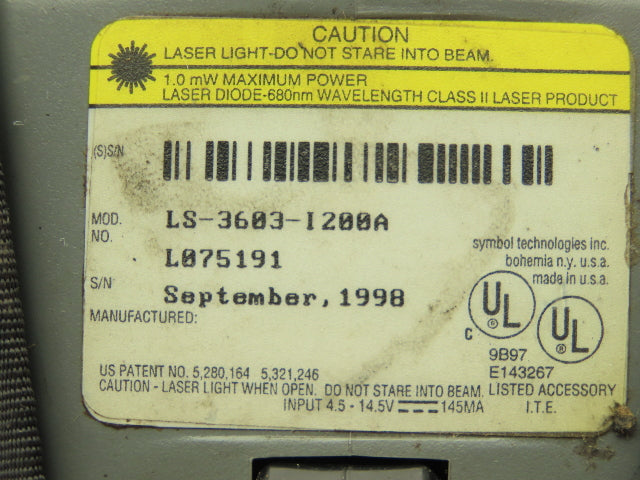 CAUTION
LASER LIGHT-DO NOT STARE INTO BEAM
1.0 mW MAXIMUM POWER
LASER DIODE-680nm WAVELENGTH CLASS II LASER PRODUCT
(S)S/N
MOD. NO. LS-3603-I200A
L075191
S/N
September, 1998
MANUFACTURED:
symbol technologies inc.
bohemia n.y. u.s.a.
made in u.s.a.
C UL ® UL ®
9B97
E143267
US PATENT NO. 5,280,164 5,321,246
CAUTION - LASER LIGHT WHEN OPEN. DO NOT STARE INTO BEAM. LISTED ACCESSORY
INPUT 4.5 - 14.5V 145MA I.T.E.